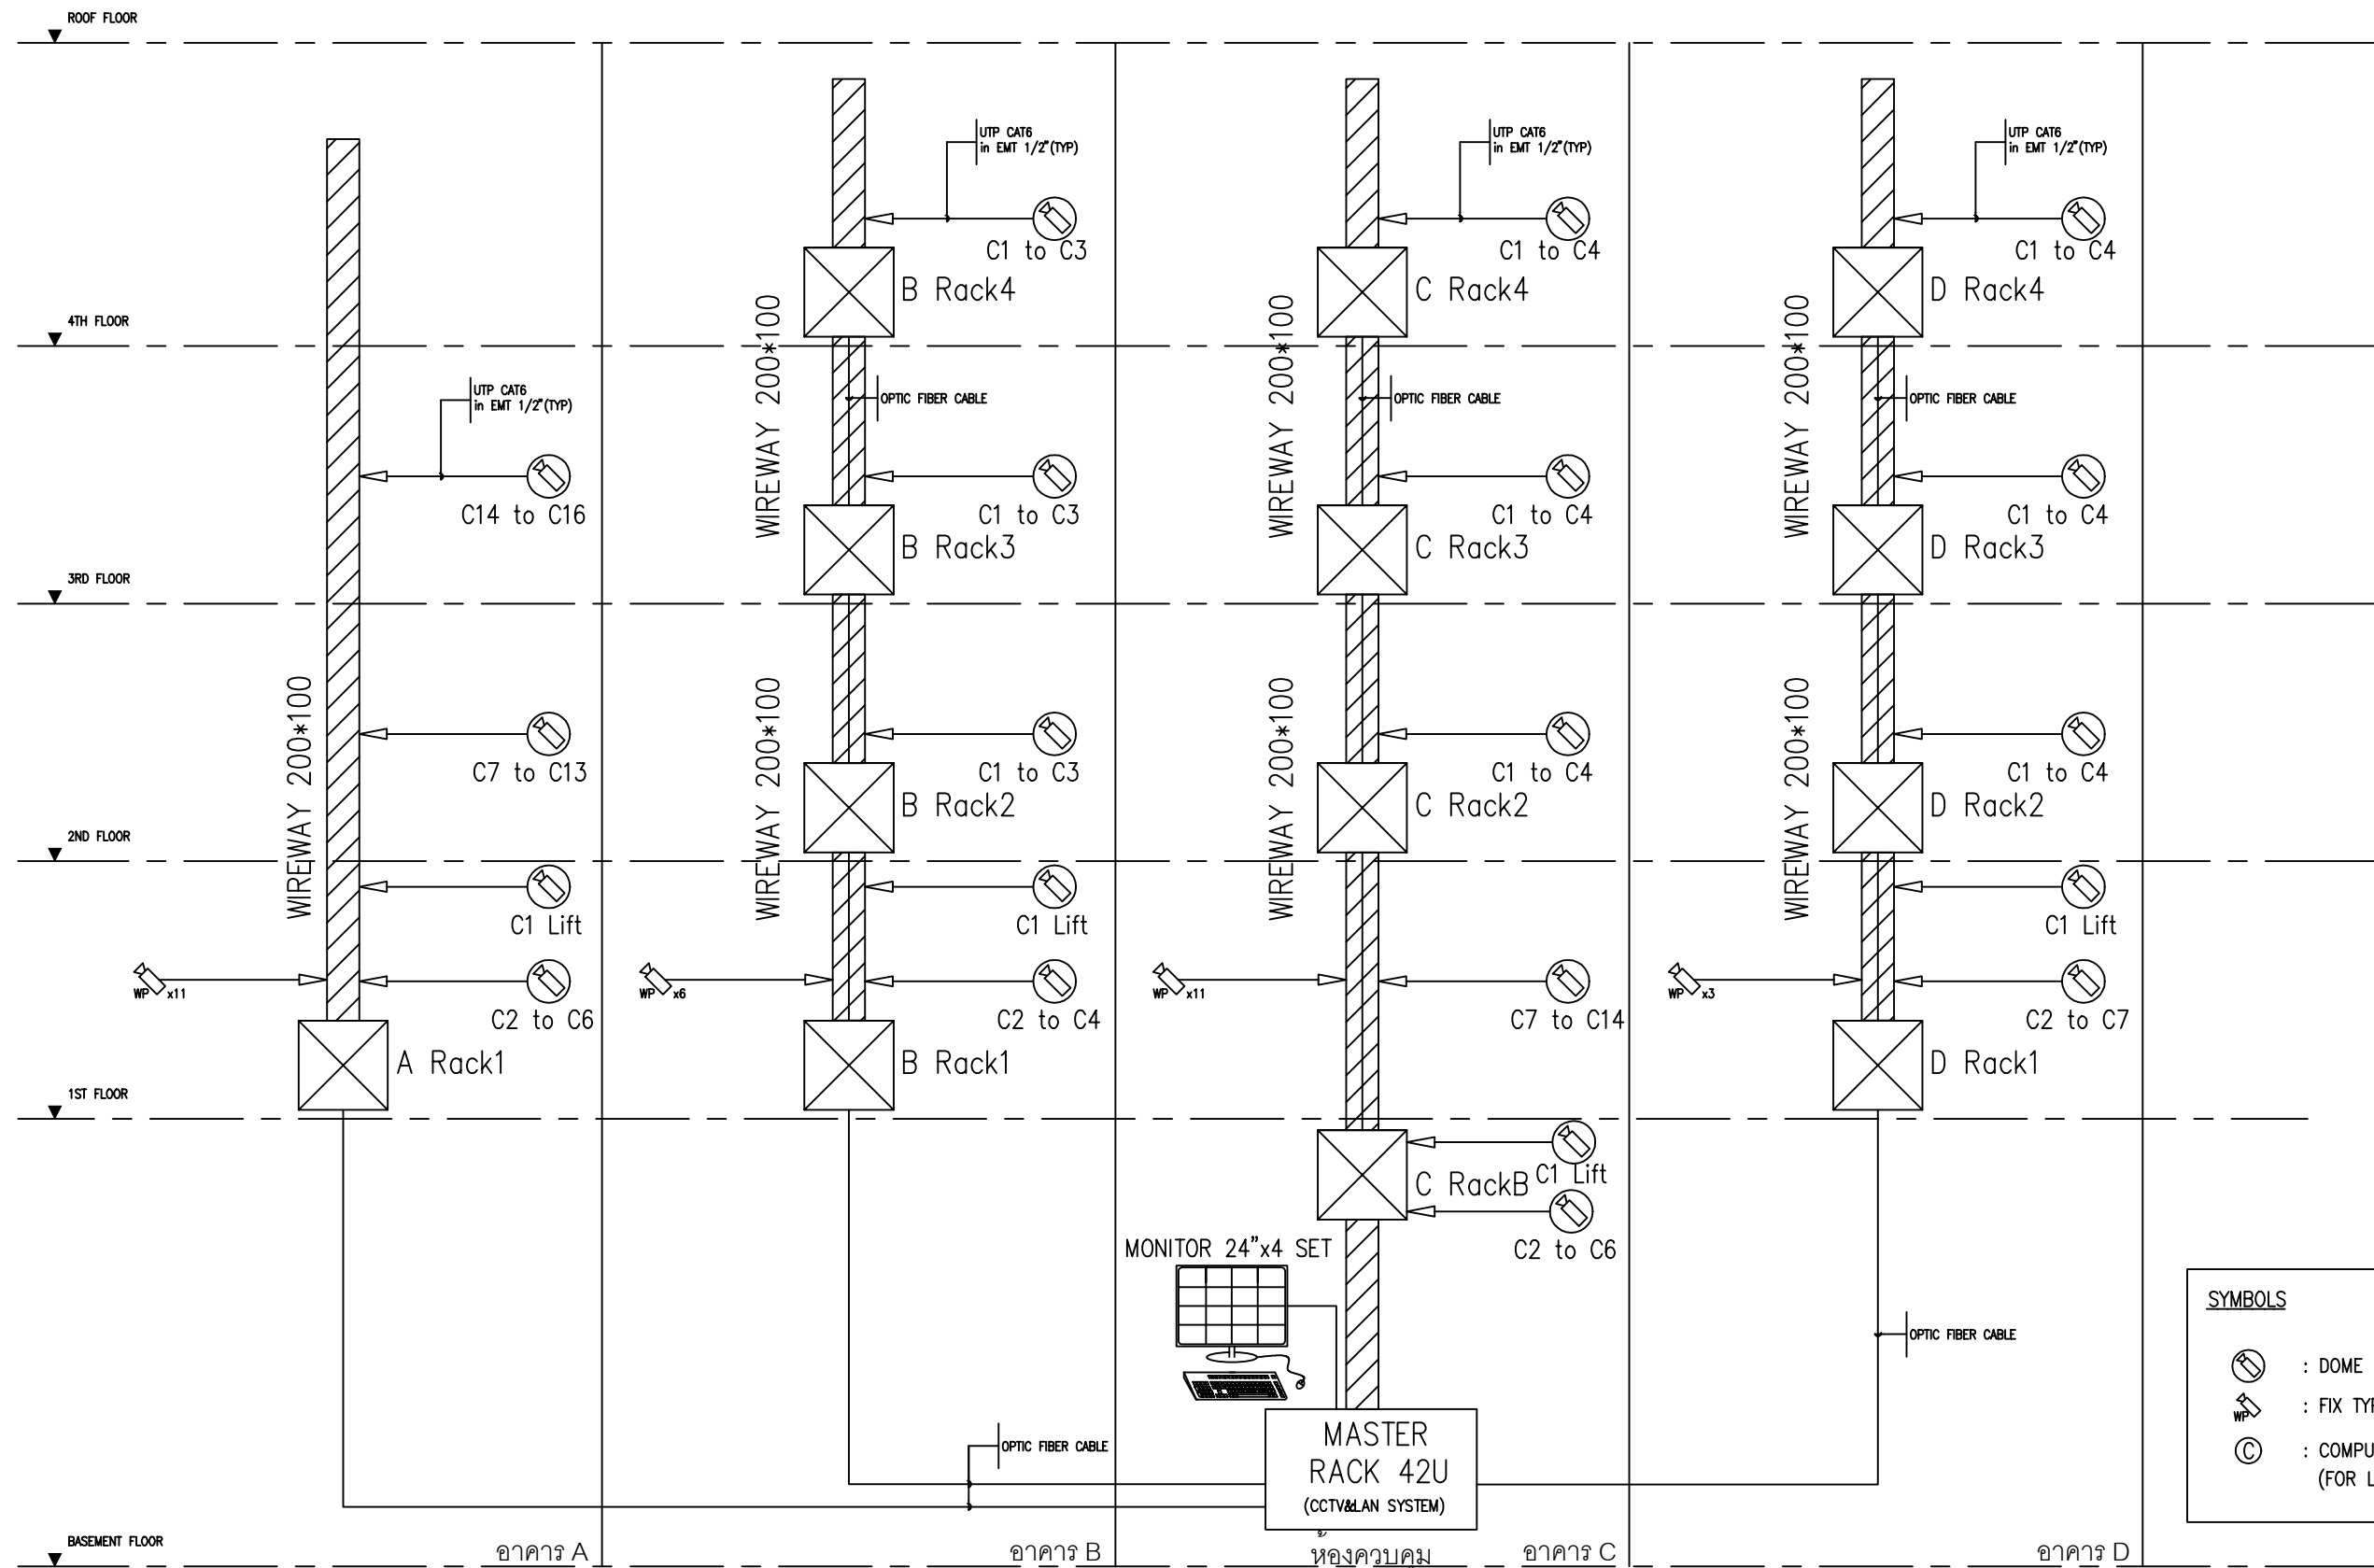 ROOF FLOOR
UTP CAT6
in EMT 1/2"(TYP)
UTP CAT6
in EMT 1/2"(TYP)
UTP CAT6
in EMT 1/2"(TYP)
C1 to C3
C1 to C4
C1 to C4
B Rack4
C Rack4
D Rack4
4TH FLOOR
WIREWAY 200*100
WIREWAY 200*100
WIREWAY 200*100
UTP CAT6
in EMT 1/2"(TYP)
OPTIC FIBER CABLE
OPTIC FIBER CABLE
OPTIC FIBER CABLE
C14 to C16
C1 to C3
C1 to C4
C1 to C4
B Rack3
C Rack3
D Rack3
3RD FLOOR
WIREWAY 200*100
WIREWAY 200*100
WIREWAY 200*100
WIREWAY 200*100
C7 to C13
C1 to C3
C1 to C4
C1 to C4
B Rack2
C Rack2
D Rack2
2ND FLOOR
C1 Lift
C1 Lift
C1 Lift
WP x11
WP x6
WP x11
WP x3
C2 to C6
C2 to C4
C7 to C14
C2 to C7
A Rack1
B Rack1
D Rack1
1ST FLOOR
C1 Lift
C RackB
C2 to C6
MONITOR 24"x4 SET
SYMBOLS
OPTIC FIBER CABLE
: DOME
WP : FIX TYP
C : COMPU
(FOR L
MASTER
RACK 42U
(CCTV&LAN SYSTEM)
OPTIC FIBER CABLE
BASEMENT FLOOR
อาคาร A
อาคาร B
ห้องควบคุม
อาคาร C
อาคาร D